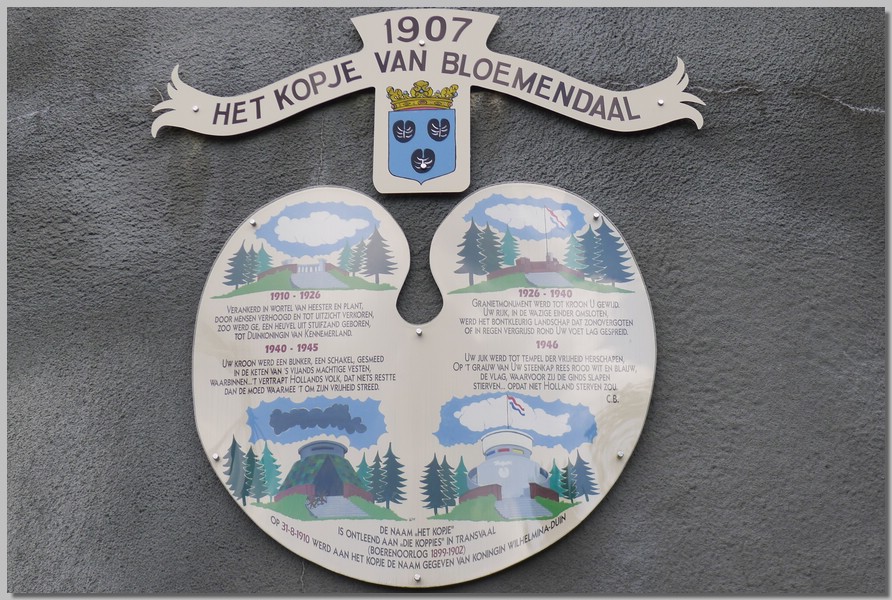 1907
HET KOPJE VAN BLOEMENDAAL
1910 - 1926
VERANKERD IN WORTEL VAN HEESTER EN PLANT,
DOOR MENSEN VERHOOGD EN TOT UITZICHT VERKOREN,
ZOO WERD GE, EEN HEUVEL UIT STUIFZAND GEBOREN,
TOT DUINKONINGIN VAN KENNEMERLAND.
1940 - 1945
UW KROON WERD EEN BUNKER, EEN SCHAKEL, GESMEED
IN DE KETEN VAN 'S VIJANDS MACHTIGE VESTEN,
WAARBINNEN...'T VERTRAPT HOLLANDS VOLK, DAT NIETS RESTTE
DAN DE MOED WAARMEE 'T OM ZIJN VRIJHEID STREED.
1926 - 1940
GRANIETMONUMENT WERD TOT KROON U GEWIJD.
UW RIJK, IN DE WAZIGE EINDER OMSLOTEN,
WERD HET BONTKLEURIG LANDSCHAP DAT ZONOVERGOTEN
OF IN REGEN VERGRIJSD ROND UW VOET LAG GESPREID.
1946
UW JUK WERD TOT TEMPEL DER VRIJHEID HERSCHAPEN,
OP 'T GRAUW VAN UW STEENKAP REES ROOD WIT EN BLAUW,
DE VLAG, WAARVOOR ZIJ DIE GINDS SLAPEN
STIERVEN... OPDAT NIET HOLLAND STERVEN ZOU.
C.B.
DE NAAM „HET KOPJE"
IS ONTLEEND AAN „DIE KOPPIES" IN TRANSVAAL
(BOERENOORLOG 1899-1902)
OP 31-8-1910 WERD AAN HET KOPJE DE NAAM GEGEVEN VAN KONINGIN WILHELMINA-DUIN